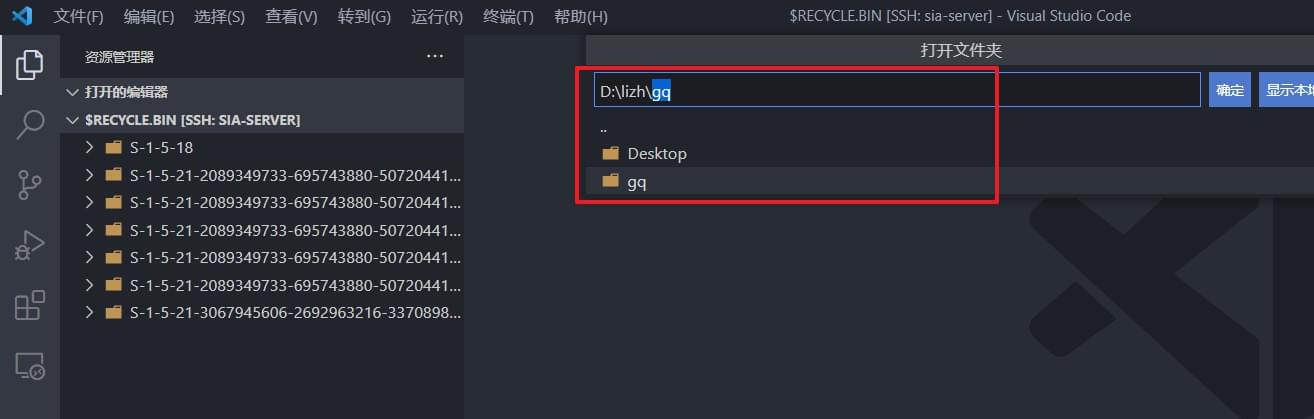 文件(F) 编辑(E) 选择(S) 查看(V) 转到(G) 运行(R) 终端(T) 帮助(H) $RECYCLE.BIN [SSH: sia-server] - Visual Studio Code
资源管理器 ···
打开的编辑器
$RECYCLE.BIN [SSH: SIA-SERVER]
S-1-5-18
S-1-5-21-2089349733-695743880-50720441...
S-1-5-21-2089349733-695743880-50720441...
S-1-5-21-2089349733-695743880-50720441...
S-1-5-21-2089349733-695743880-50720441...
S-1-5-21-2089349733-695743880-50720441...
S-1-5-21-3067945606-2692963216-3370898...
打开文件夹
D:\lizh\gq 确定 显示本地
..
Desktop
gq